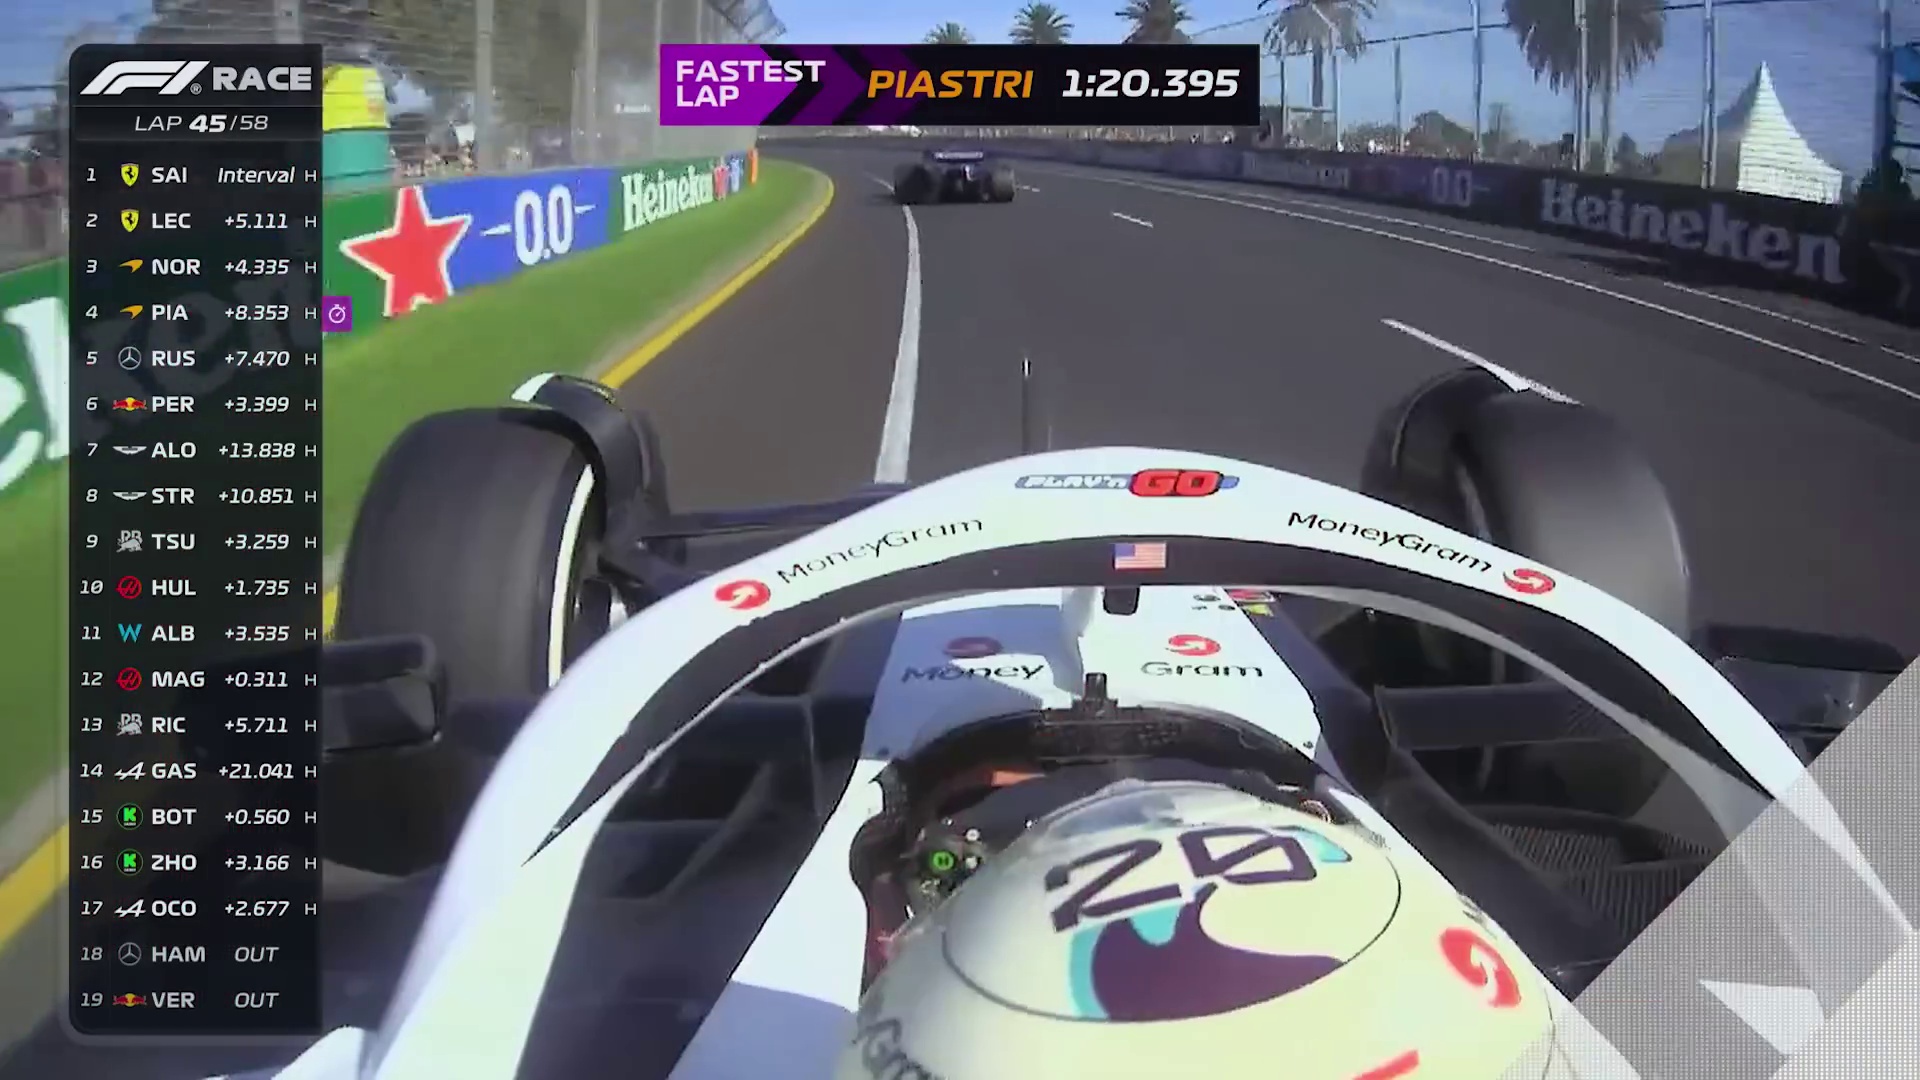 F1® RACE
LAP 45/58
1 SAI Interval H
2 LEC +5.111 H
3 NOR +4.335 H
4 PIA +8.353 H
5 RUS +7.470 H
6 PER +3.399 H
7 ALO +13.838 H
8 STR +10.851 H
9 TSU +3.259 H
10 HUL +1.735 H
11 ALB +3.535 H
12 MAG +0.311 H
13 RIC +5.711 H
14 GAS +21.041 H
15 BOT +0.560 H
16 ZHO +3.166 H
17 OCO +2.677 H
18 HAM OUT
19 VER OUT
FASTEST
LAP
PIASTRI 1:20.395
0.0
Heineken
0.0
Heineken
PLAY'n GO
MoneyGram
MoneyGram
Money
Gram
20